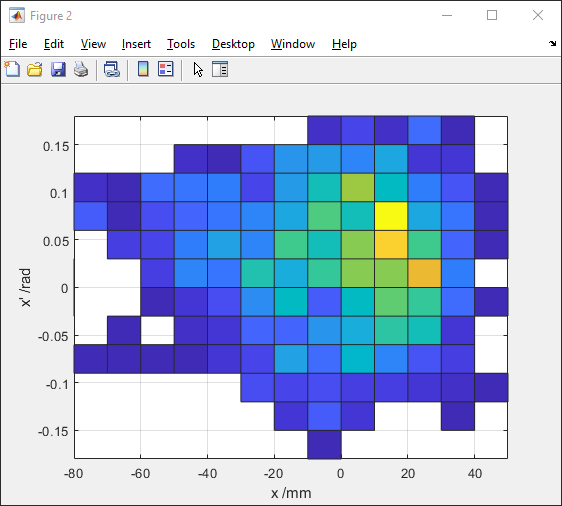 Figure 2
File Edit View Insert Tools Desktop Window Help
0.15
0.1
0.05
0
-0.05
-0.1
-0.15
x' /rad
-80 -60 -40 -20 0 20 40
x /mm